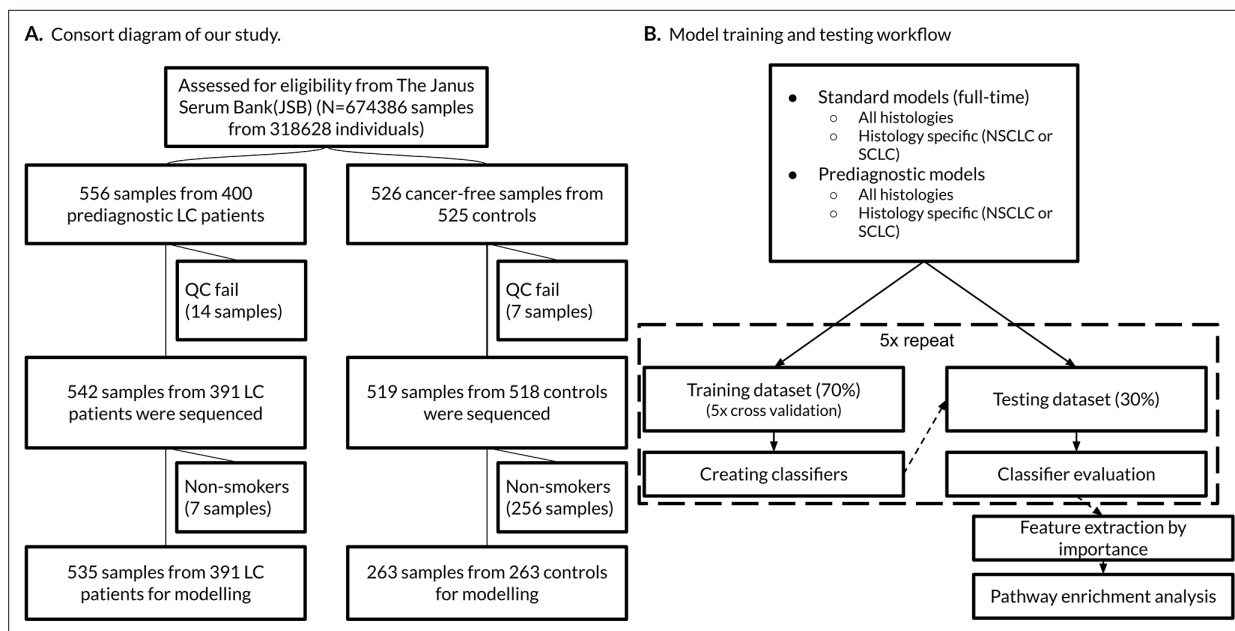 A. Consort diagram of our study.
Assessed for eligibility from The Janus
Serum Bank(JSB) (N=674386 samples
from 318628 individuals)
556 samples from 400
prediagnostic LC patients
526 cancer-free samples from
525 controls
QC fail
(14 samples)
QC fail
(7 samples)
542 samples from 391 LC
patients were sequenced
519 samples from 518 controls
were sequenced
Non-smokers
(7 samples)
Non-smokers
(256 samples)
535 samples from 391 LC
patients for modelling
263 samples from 263 controls
for modelling
B. Model training and testing workflow
● Standard models (full-time)
○ All histologies
○ Histology specific (NSCLC or
SCLC)
● Prediagnostic models
○ All histologies
○ Histology specific (NSCLC or
SCLC)
5x repeat
Training dataset (70%)
(5x cross validation)
Testing dataset (30%)
Creating classifiers
Classifier evaluation
Feature extraction by
importance
Pathway enrichment analysis